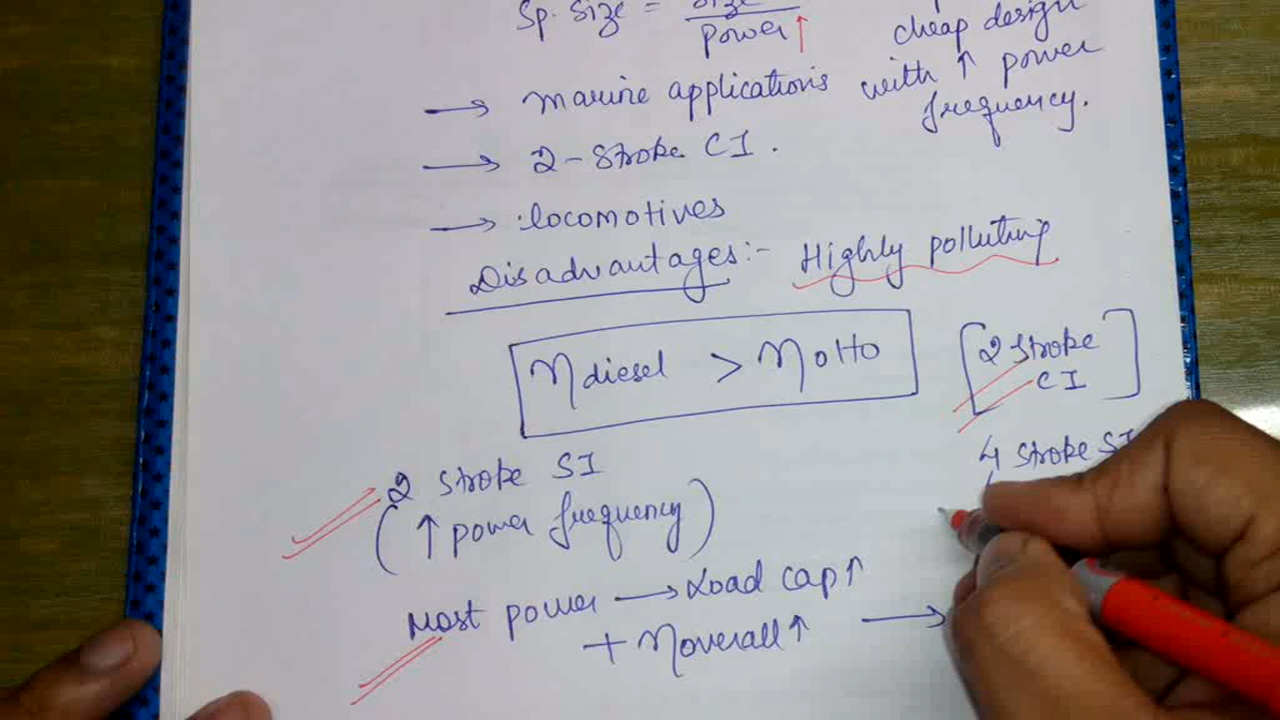 Sp. Size = Size / Power ↑
cheap design
→ marine applications with ↑ power
frequency.
→ 2-Stroke CI.
→ locomotives
Disadvantages:- Highly polluting
ηdiesel > ηotto
[2 Stroke
CI]
4 Stroke SI
2 Stroke SI
(↑ power frequency)
Most power → Load cap ↑
+ ηoverall ↑ →